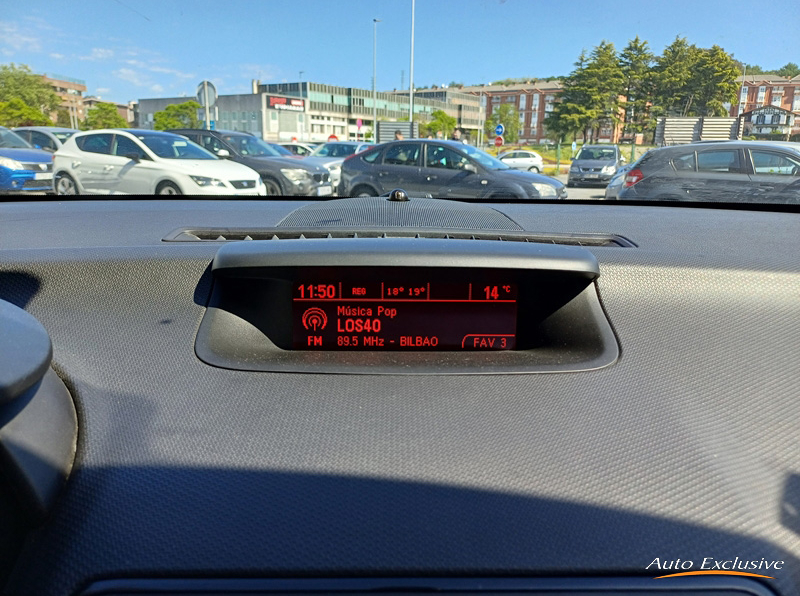 11:50 REG 18° 19° 14 °C
Música Pop
LOS40
FM 89.5 MHz - BILBAO FAV 3
Auto Exclusive